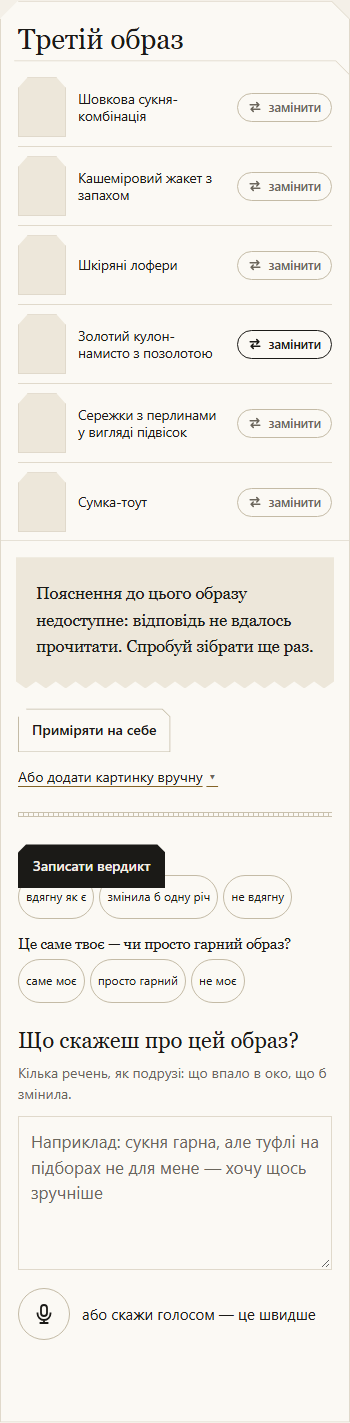 Третій образ
Шовкова сукня-
комбінація
замінити
Кашеміровий жакет з
запахом
замінити
Шкіряні лофери
замінити
Золотий кулон-
намисто з позолотою
замінити
Сережки з перлинами
у вигляді підвісок
замінити
Сумка-тоут
замінити
Пояснення до цього образу
недоступне: відповідь не вдалось
прочитати. Спробуй зібрати ще раз.
Приміряти на себе
Або додати картинку вручну
Записати вердикт
вдягну як є
змінила б одну річ
не вдягну
Це саме твоє — чи просто гарний образ?
саме моє
просто гарний
не моє
Що скажеш про цей образ?
Кілька речень, як подрузі: що впало в око, що б
змінила.
Наприклад: сукня гарна, але туфлі на
підборах не для мене — хочу щось
зручніше
або скажи голосом — це швидше